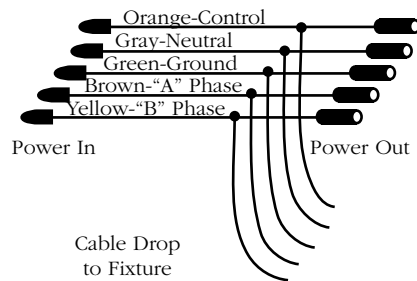 Orange-Control
Gray-Neutral
Green-Ground
Brown-“A” Phase
Yellow-“B” Phase
Power In
Power Out
Cable Drop
to Fixture